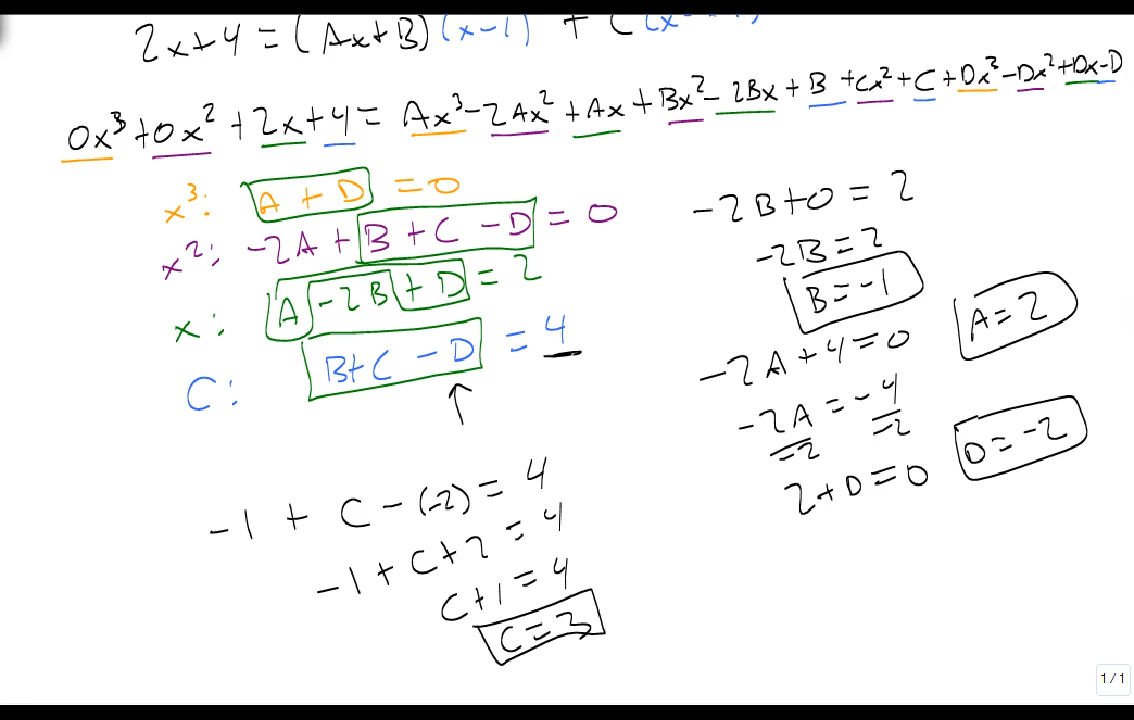 2x+4 = (Ax+B)(x-1) + C(x
0x³+0x²+2x+4 = Ax³-2Ax²+Ax+Bx²-2Bx+B+Cx²+C+Dx³-Dx²+Dx-D
x³: A + D = 0
x²: -2A + B + C - D = 0
x: A - 2B + D = 2
C: B+C - D = 4
-1 + C - (-2) = 4
-1 + C + 2 = 4
C+1 = 4
C = 3
-2B+0 = 2
-2B = 2
B = -1
-2A+4 = 0
-2A = -4
-2 -2
2+D = 0
A = 2
D = -2
1/1